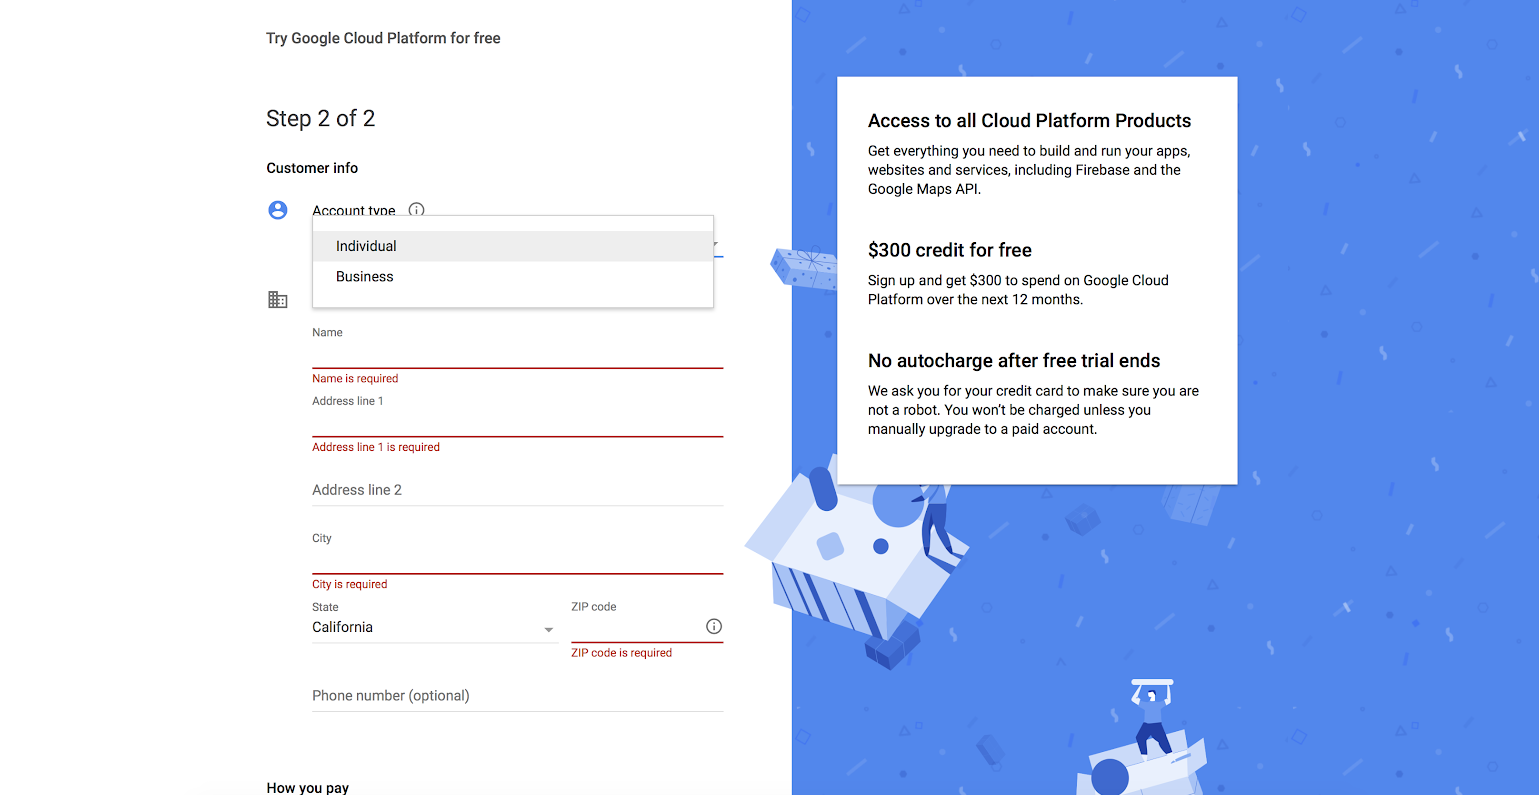 Try Google Cloud Platform for free
Step 2 of 2
Customer info
Account type
Individual
Business
Name
Name is required
Address line 1
Address line 1 is required
Address line 2
City
City is required
State
California
ZIP code
ZIP code is required
Phone number (optional)
How you pay
Access to all Cloud Platform Products
Get everything you need to build and run your apps,
websites and services, including Firebase and the
Google Maps API.
$300 credit for free
Sign up and get $300 to spend on Google Cloud
Platform over the next 12 months.
No autocharge after free trial ends
We ask you for your credit card to make sure you are
not a robot. You won’t be charged unless you
manually upgrade to a paid account.